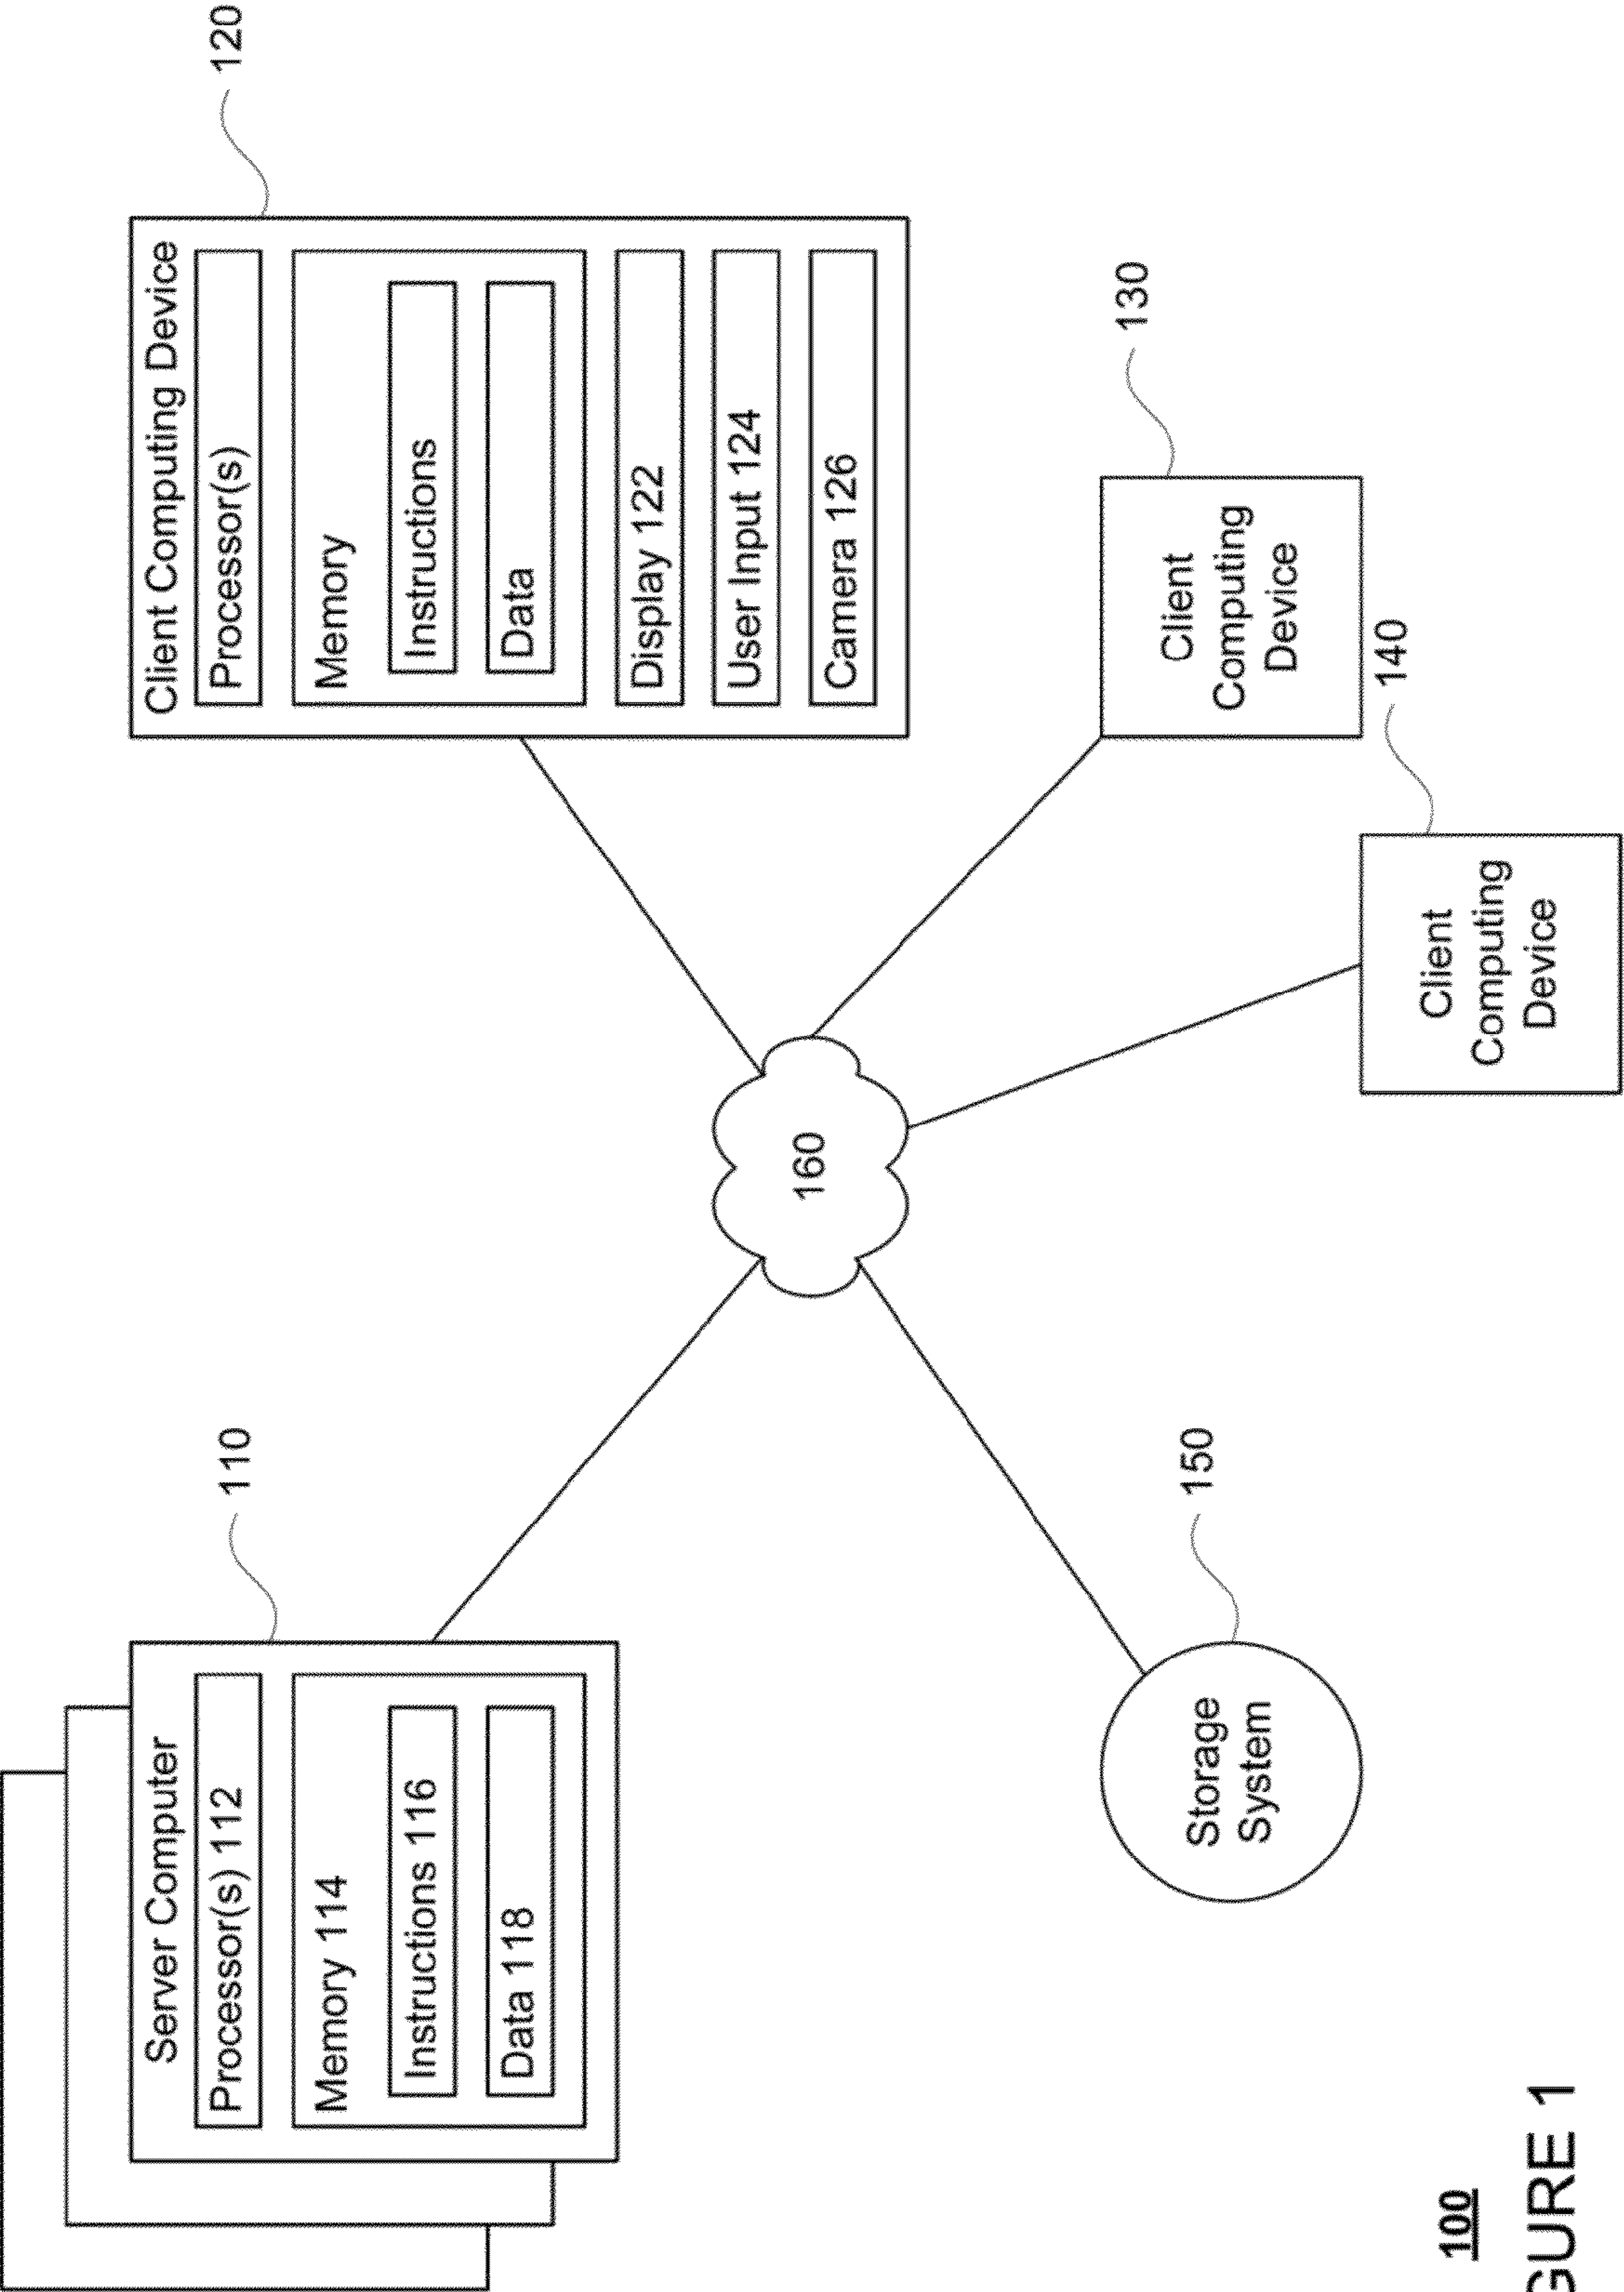 Server Computer
Processor(s) 112
Memory 114
Instructions 116
Data 118
110
Client Computing Device
Processor(s)
Memory
Instructions
Data
Display 122
User Input 124
Camera 126
120
160
Storage
System
150
Client
Computing
Device
130
Client
Computing
Device
140
100
GURE 1